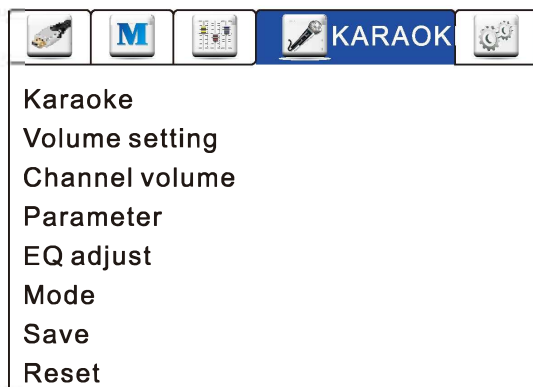 M KARAOK
Karaoke
Volume setting
Channel volume
Parameter
EQ adjust
Mode
Save
Reset